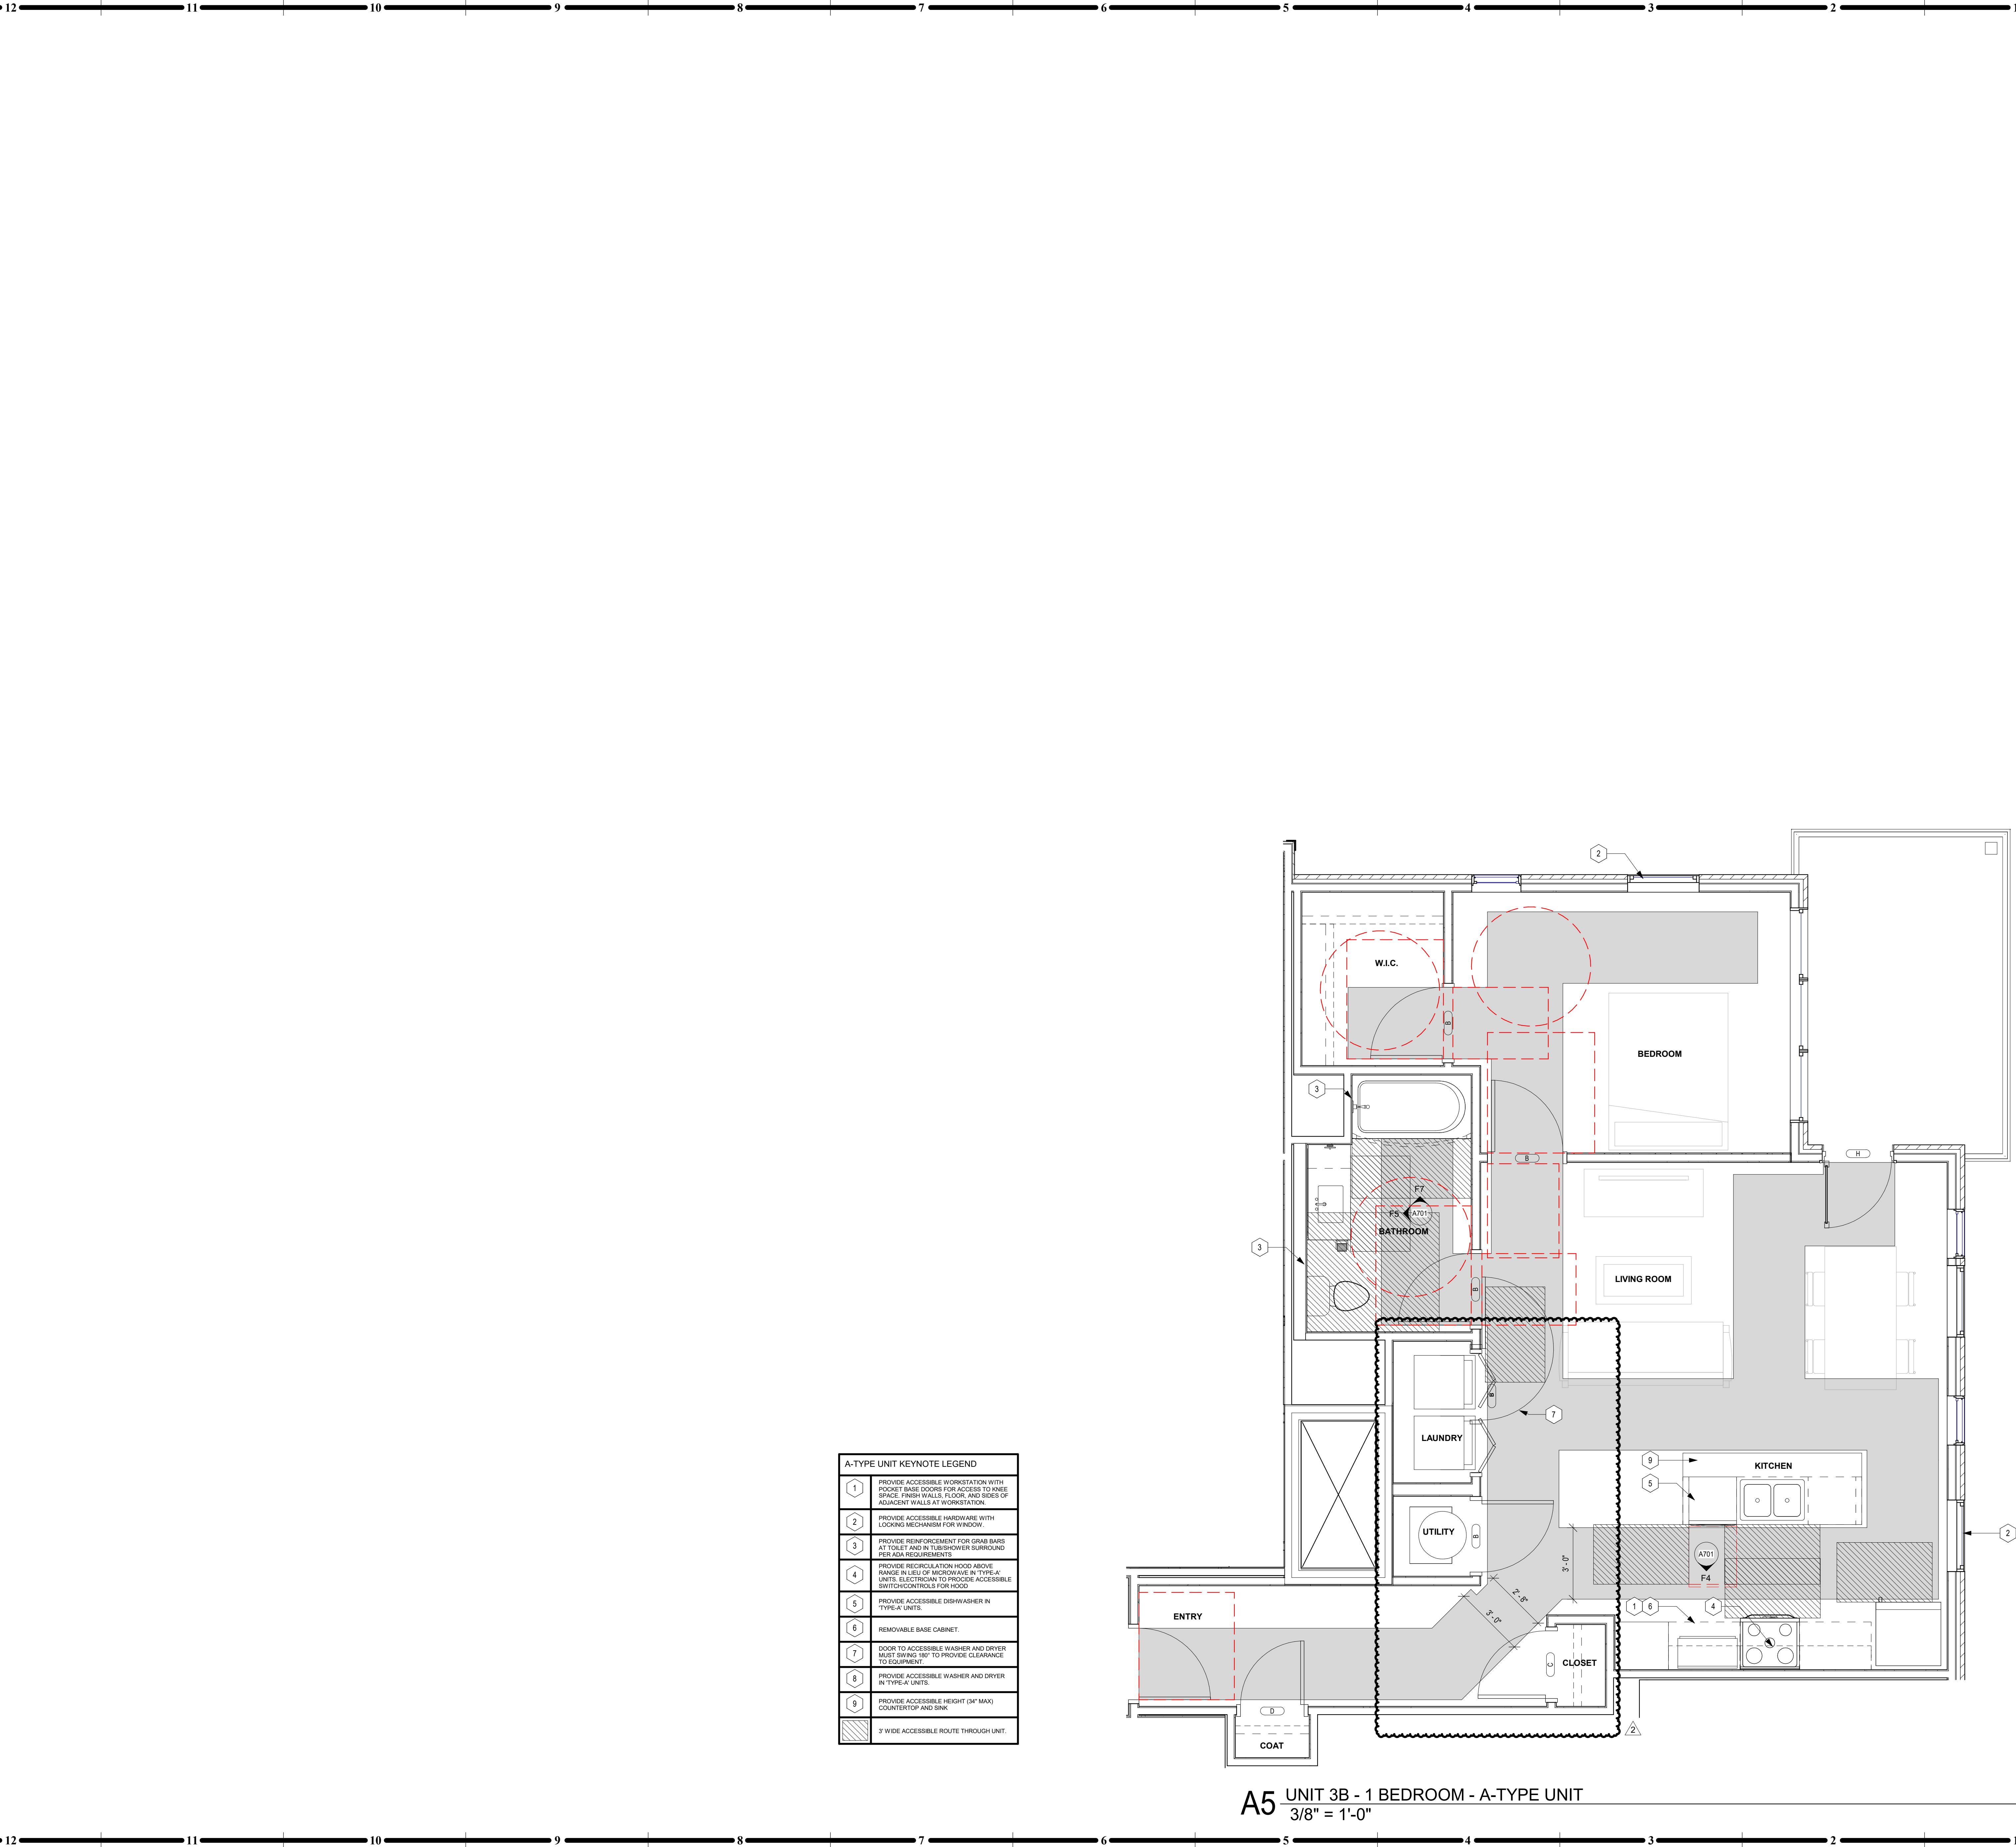 12 11 10 9 8 7 6 5 4 3 2 1
2
W.I.C.
B
BEDROOM
3
B
H
F7
F5 A701
BATHROOM
3
B
LIVING ROOM
B
7
LAUNDRY
9
KITCHEN
5
UTILITY
B
2
A701
F4
3' - 0"
2' - 8"
3' - 0"
1 6 4
ENTRY
C
CLOSET
D
COAT
2
A-TYPE UNIT KEYNOTE LEGEND
1
PROVIDE ACCESSIBLE WORKSTATION WITH
POCKET BASE DOORS FOR ACCESS TO KNEE
SPACE. FINISH WALLS, FLOOR, AND SIDES OF
ADJACENT WALLS AT WORKSTATION.
2
PROVIDE ACCESSIBLE HARDWARE WITH
LOCKING MECHANISM FOR WINDOW.
3
PROVIDE REINFORCEMENT FOR GRAB BARS
AT TOILET AND IN TUB/SHOWER SURROUND
PER ADA REQUIREMENTS
4
PROVIDE RECIRCULATION HOOD ABOVE
RANGE IN LIEU OF MICROWAVE IN 'TYPE-A'
UNITS. ELECTRICIAN TO PROCIDE ACCESSIBLE
SWITCH/CONTROLS FOR HOOD
5
PROVIDE ACCESSIBLE DISHWASHER IN
'TYPE-A' UNITS.
6
REMOVABLE BASE CABINET.
7
DOOR TO ACCESSIBLE WASHER AND DRYER
MUST SWING 180° TO PROVIDE CLEARANCE
TO EQUIPMENT.
8
PROVIDE ACCESSIBLE WASHER AND DRYER
IN 'TYPE-A' UNITS.
9
PROVIDE ACCESSIBLE HEIGHT (34" MAX)
COUNTERTOP AND SINK
3' WIDE ACCESSIBLE ROUTE THROUGH UNIT.
A5 UNIT 3B - 1 BEDROOM - A-TYPE UNIT
3/8" = 1'-0"
12 11 10 9 8 7 6 5 4 3 2 1